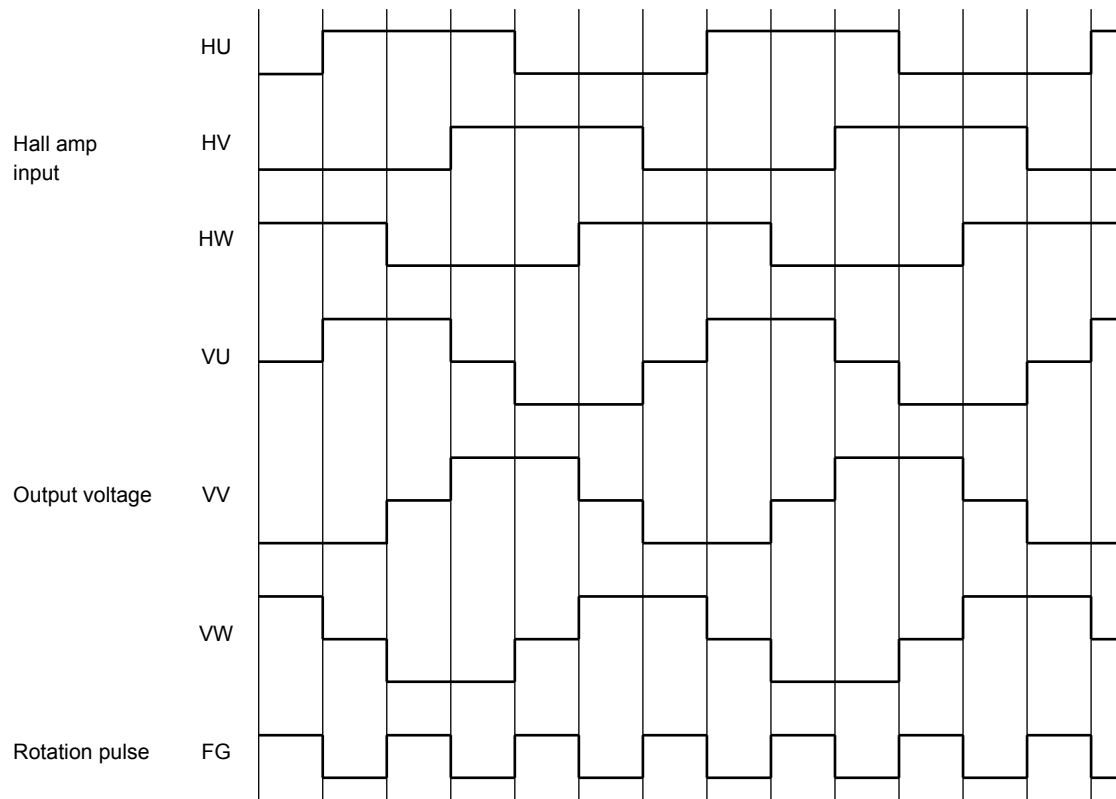 HU
Hall amp
input
HV
HW
VU
Output voltage
VV
VW
Rotation pulse
FG